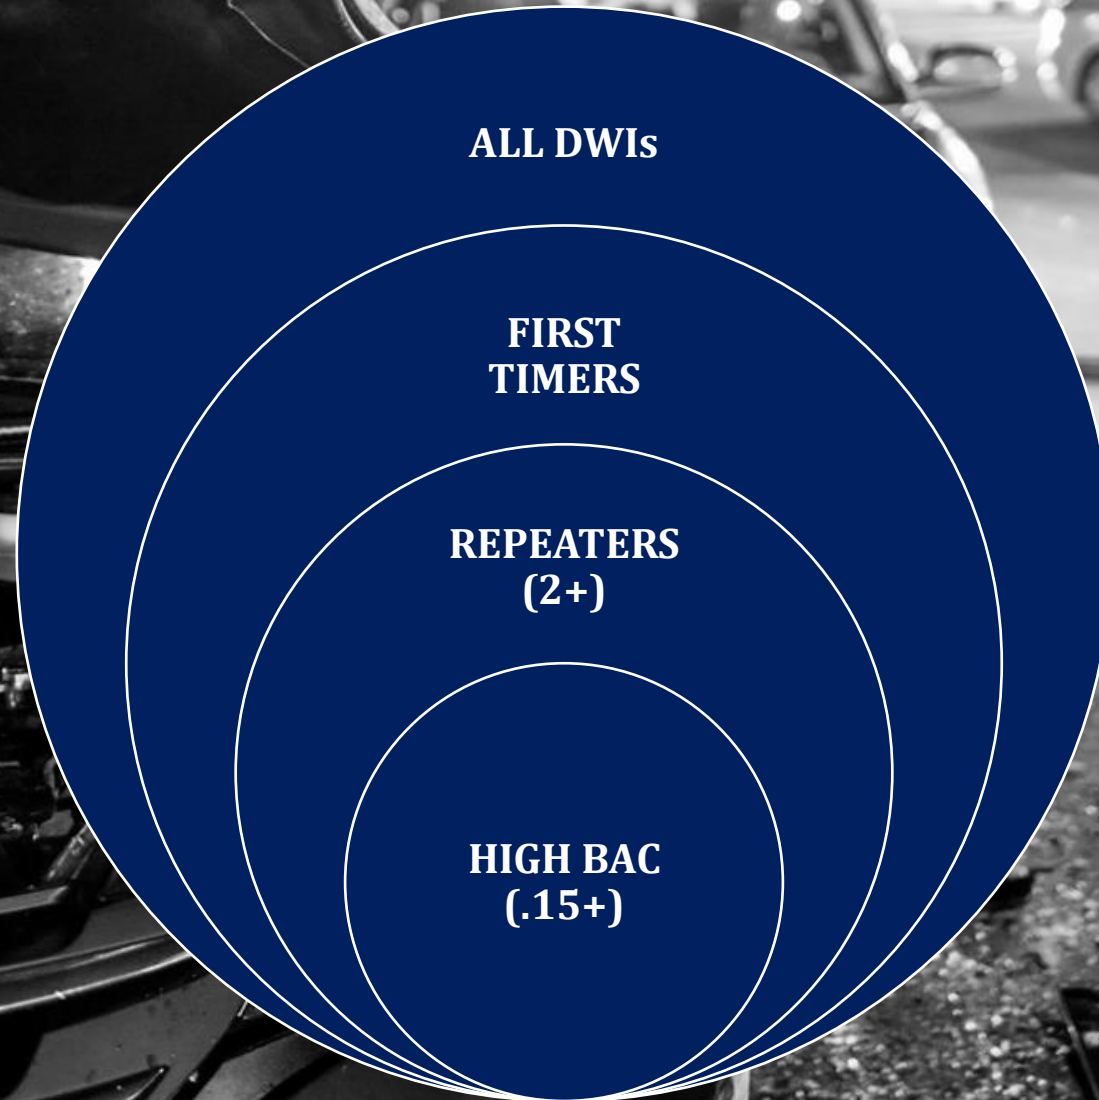 ALL DWIs
FIRST
TIMERS
REPEATERS
(2+)
HIGH BAC
(.15+)